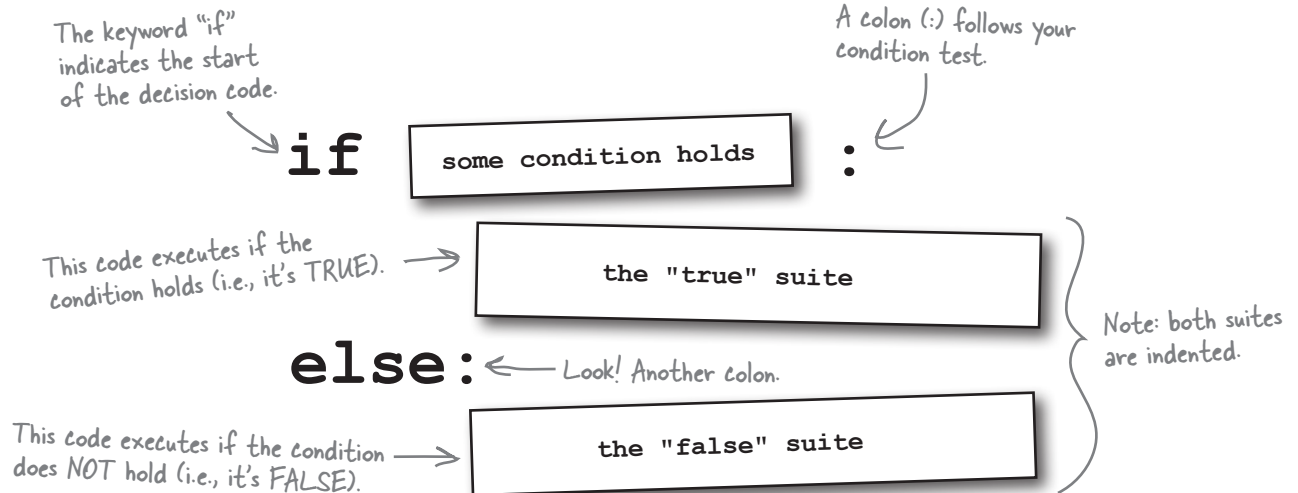 The keyword “if”
indicates the start
of the decision code.
A colon (:) follows your
condition test.
if some condition holds :
This code executes if the
condition holds (i.e., it's TRUE).
the "true" suite
Note: both suites
are indented.
else:
Look! Another colon.
This code executes if the condition
does NOT hold (i.e., it's FALSE).
the "false" suite